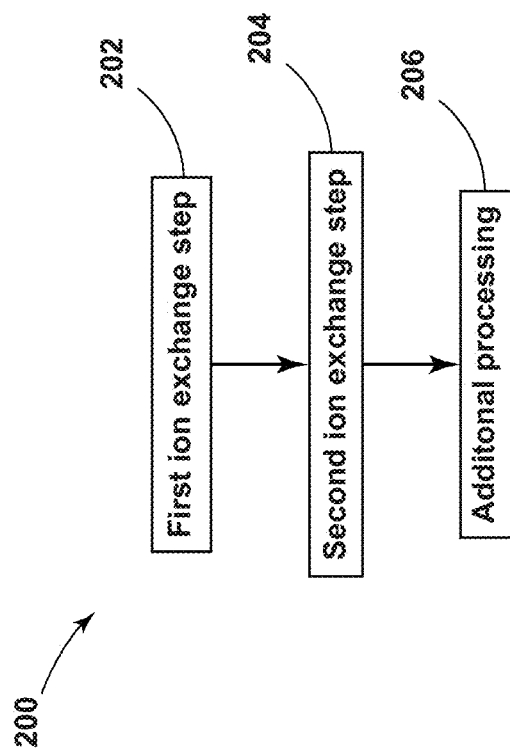 200
First ion exchange step
202
Second ion exchange step
204
Additonal processing
206